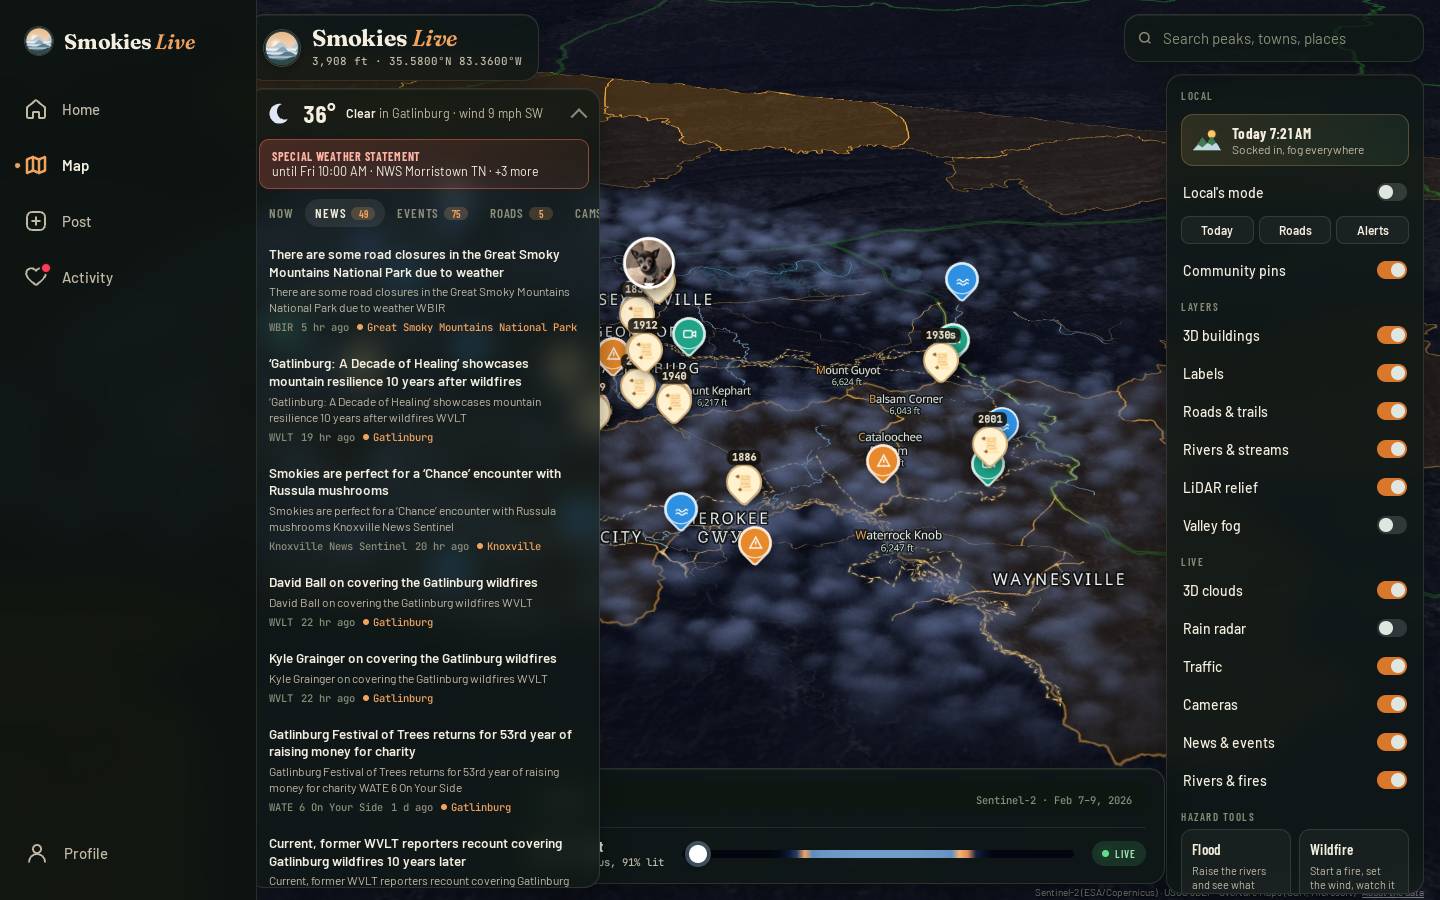 Smokies Live
Home
Map
Post
Activity
Profile
Smokies Live
3,908 ft · 35.5800°N 83.3600°W
36° Clear in Gatlinburg · wind 9 mph SW
SPECIAL WEATHER STATEMENT
until Fri 10:00 AM · NWS Morristown TN · +3 more
NOW NEWS 49 EVENTS 75 ROADS 5 CAMS
There are some road closures in the Great Smoky
Mountains National Park due to weather
There are some road closures in the Great Smoky Mountains
National Park due to weather WBIR
WBIR 5 hr ago Great Smoky Mountains National Park
'Gatlinburg: A Decade of Healing' showcases
mountain resilience 10 years after wildfires
'Gatlinburg: A Decade of Healing' showcases mountain
resilience 10 years after wildfires WVLT
WVLT 19 hr ago Gatlinburg
Smokies are perfect for a 'Chance' encounter with
Russula mushrooms
Smokies are perfect for a 'Chance' encounter with Russula
mushrooms Knoxville News Sentinel
Knoxville News Sentinel 20 hr ago Knoxville
David Ball on covering the Gatlinburg wildfires
David Ball on covering the Gatlinburg wildfires WVLT
WVLT 22 hr ago Gatlinburg
Kyle Grainger on covering the Gatlinburg wildfires
Kyle Grainger on covering the Gatlinburg wildfires WVLT
WVLT 22 hr ago Gatlinburg
Gatlinburg Festival of Trees returns for 53rd year of
raising money for charity
Gatlinburg Festival of Trees returns for 53rd year of raising
money for charity WATE 6 On Your Side
WATE 6 On Your Side 1 d ago Gatlinburg
Current, former WVLT reporters recount covering
Gatlinburg wildfires 10 years later
Current, former WVLT reporters recount covering Gatlinburg
1912
1940
unt Kephart
6,217 ft
1930s
Mount Guyot
6,624 ft
Balsam Corner
6,043 ft
Cataloochee
2001
1886
EROKEE
CITY
ᏣᎳᎩ
Waterrock Knob
6,247 ft
WAYNESVILLE
Sentinel-2 · Feb 7–9, 2026
us, 91% lit
LIVE
Search peaks, towns, places
LOCAL
Today 7:21 AM
Socked in, fog everywhere
Local's mode
Today Roads Alerts
Community pins
LAYERS
3D buildings
Labels
Roads & trails
Rivers & streams
LiDAR relief
Valley fog
LIVE
3D clouds
Rain radar
Traffic
Cameras
News & events
Rivers & fires
HAZARD TOOLS
Flood
Raise the rivers
and see what
Wildfire
Start a fire, set
the wind, watch it
Sentinel-2 (ESA/Copernicus)